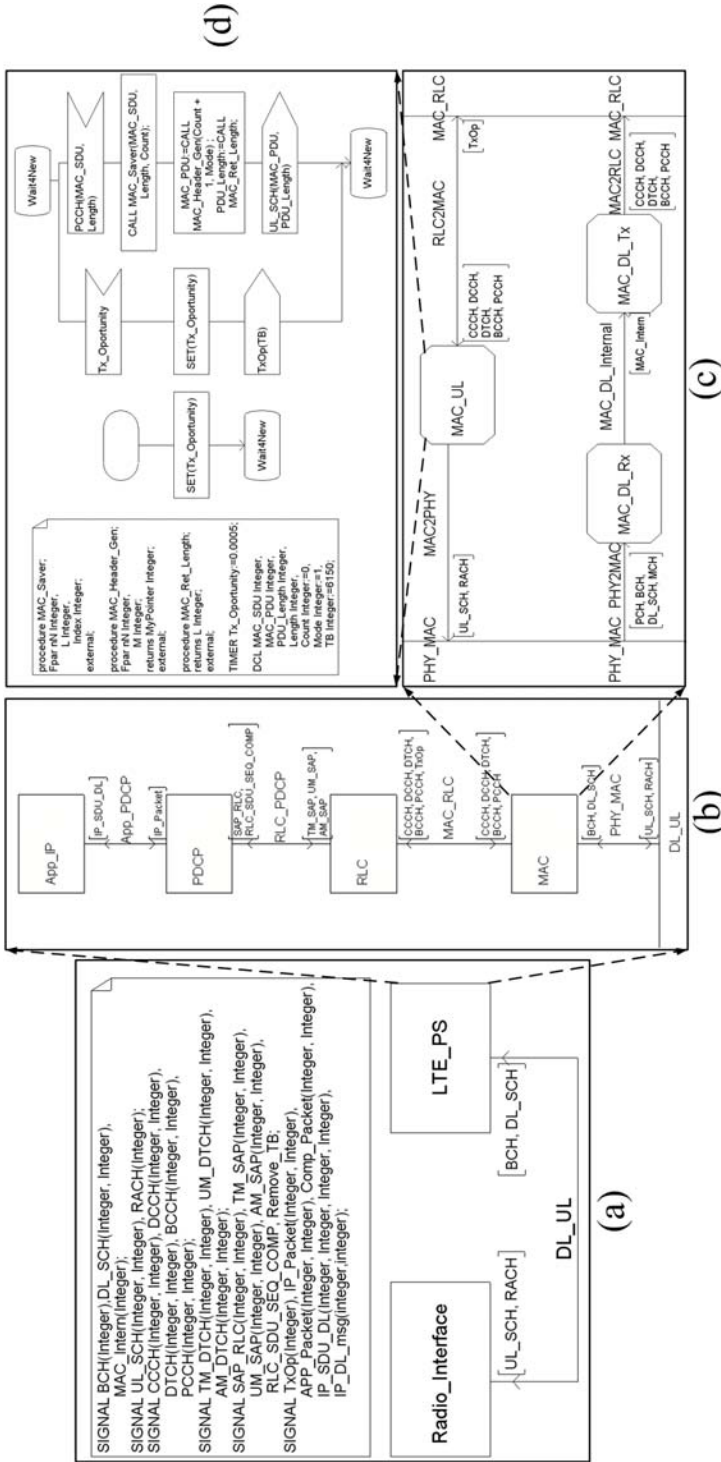 SIGNAL BCH(Integer),DL_SCH(Integer, Integer),
MAC_Intern(Integer);
SIGNAL UL_SCH(Integer, Integer), RACH(Integer);
SIGNAL CCCH(Integer, Integer), DCCH(Integer, Integer),
DTCH(Integer, Integer), BCCH(Integer, Integer),
PCCH(Integer, Integer);
SIGNAL TM_DTCH(Integer, Integer), UM_DTCH(Integer, Integer),
AM_DTCH(Integer, Integer);
SIGNAL SAP_RLC(Integer, Integer), TM_SAP(Integer, Integer),
UM_SAP(Integer, Integer), AM_SAP(Integer, Integer),
RLC_SDU_SEQ_COMP, Remove_TB;
SIGNAL TxOp(Integer), IP_Packet(Integer, Integer),
APP_Packet(Integer, Integer), Comp_Packet(Integer, Integer),
IP_SDU_DL(Integer, Integer, Integer, Integer),
IP_DL_msg(integer,integer);
Radio_Interface
LTE_PS
[UL_SCH, RACH]
[BCH, DL_SCH]
DL_UL
(a)
App_IP
[IP_SDU_DL]
App_PDCP
[IP_Packet]
PDCP
[SAP_RLC,
RLC_SDU_SEQ_COMP]
RLC_PDCP
[TM_SAP, UM_SAP,
AM_SAP]
RLC
[CCCH, DCCH, DTCH,
BCCH, PCCH, TxOp]
MAC_RLC
[CCCH, DCCH, DTCH,
BCCH, PCCH]
MAC
[BCH, DL_SCH]
PHY_MAC
[UL_SCH, RACH]
DL_UL
(b)
PHY_MAC
MAC2PHY
[UL_SCH, RACH]
MAC_UL
RLC2MAC
MAC_RLC
[CCCH, DCCH,
DTCH,
BCCH, PCCH]
[TxOp]
PHY_MAC
PHY2MAC
[PCH, BCH,
DL_SCH, MCH]
MAC_DL_Rx
MAC_DL_Internal
[MAC_Intern]
MAC_DL_Tx
MAC2RLC
MAC_RLC
[CCCH, DCCH,
DTCH,
BCCH, PCCH]
(c)
procedure MAC_Saver;
Fpar nN Integer,
L Integer,
Index Integer;
external;
procedure MAC_Header_Gen;
Fpar nN Integer,
M Integer;
returns MyPointer Integer;
external;
procedure MAC_Ret_Length;
returns L Integer;
external;
TIMER Tx_Oportunity:=0.0005;
DCL MAC_SDU Integer,
MAC_PDU Integer,
PDU_Length Integer,
Length Integer,
Count Integer:=0,
Mode Integer:=1,
TB Integer:=6150;
SET(Tx_Oportunity)
Wait4New
Wait4New
Tx_Oportunity
SET(Tx_Oportunity)
TxOp(TB)
PCCH(MAC_SDU,
Length)
CALL MAC_Saver(MAC_SDU,
Length, Count);
MAC_PDU:=CALL
MAC_Header_Gen(Count +
1, Mode) ;
PDU_Length:=CALL
MAC_Ret_Length;
UL_SCH(MAC_PDU,
PDU_Length)
Wait4New
(d)